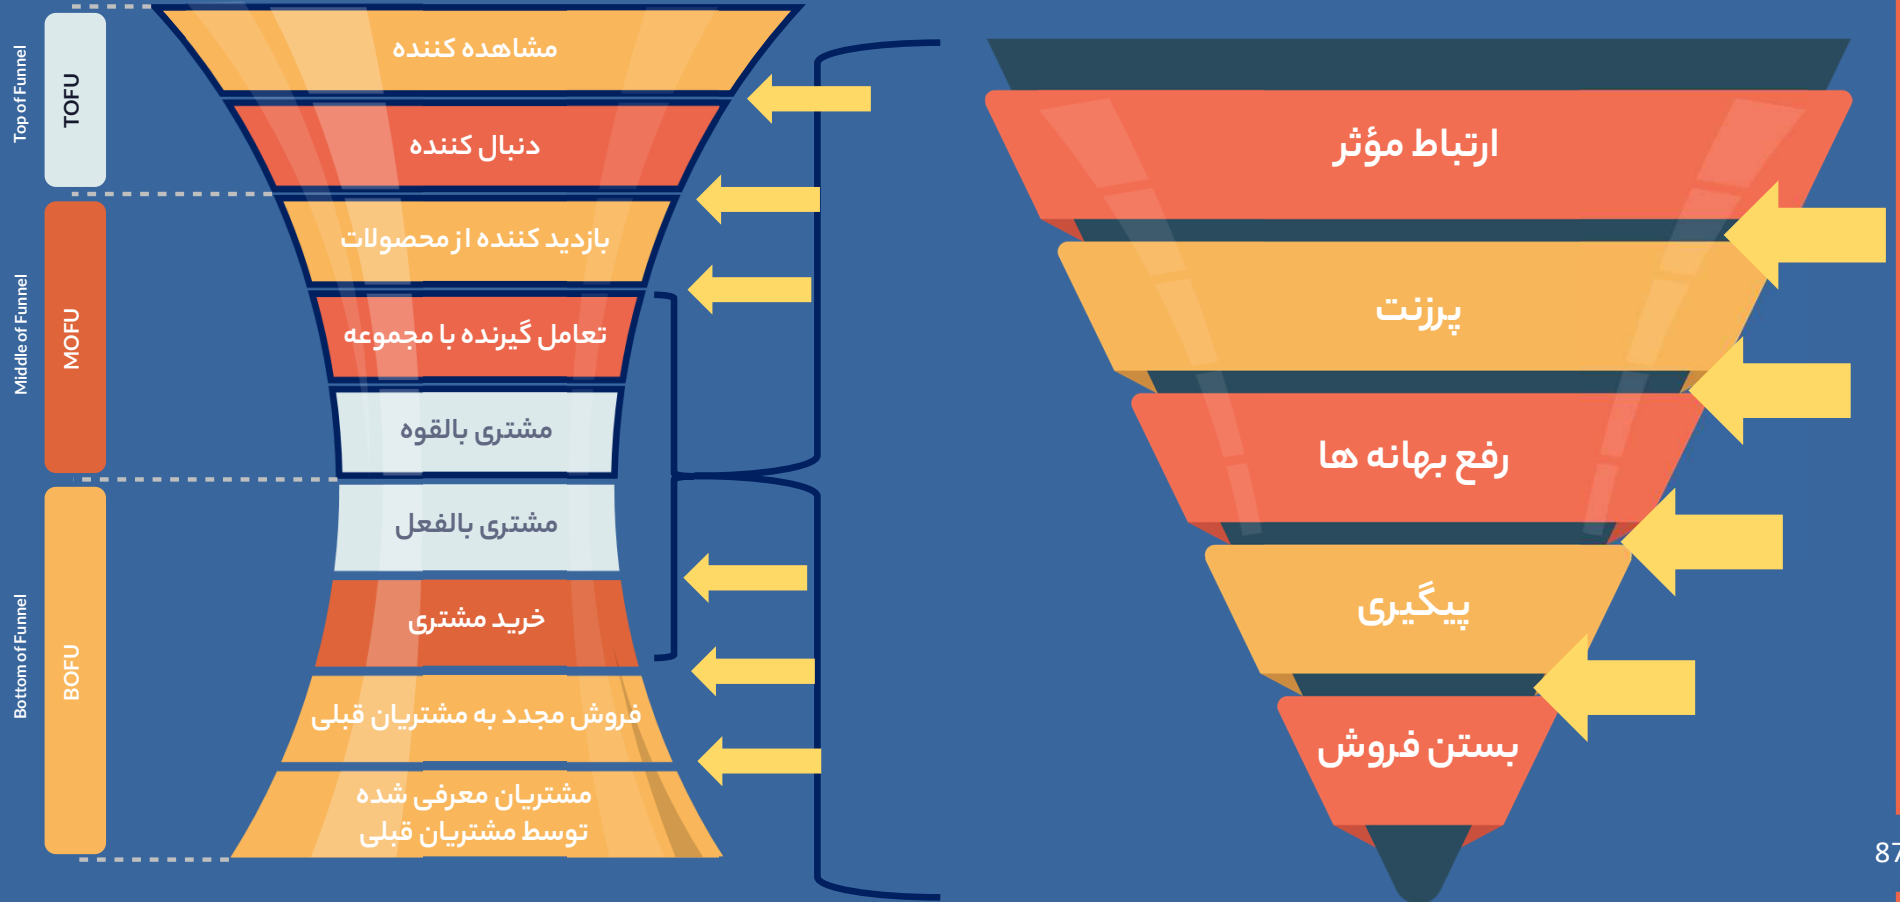 Top of Funnel
TOFU
مشاهده کننده
دنبال کننده
Middle of Funnel
MOFU
بازدید کننده از محصولات
تعامل گیرنده با مجموعه
مشتری بالقوه
Bottom of Funnel
BOFU
مشتری بالفعل
خرید مشتری
فروش مجدد به مشتریان قبلی
مشتریان معرفی شده
توسط مشتریان قبلی
ارتباط مؤثر
پرزنت
رفع بهانه ها
پیگیری
بستن فروش
87